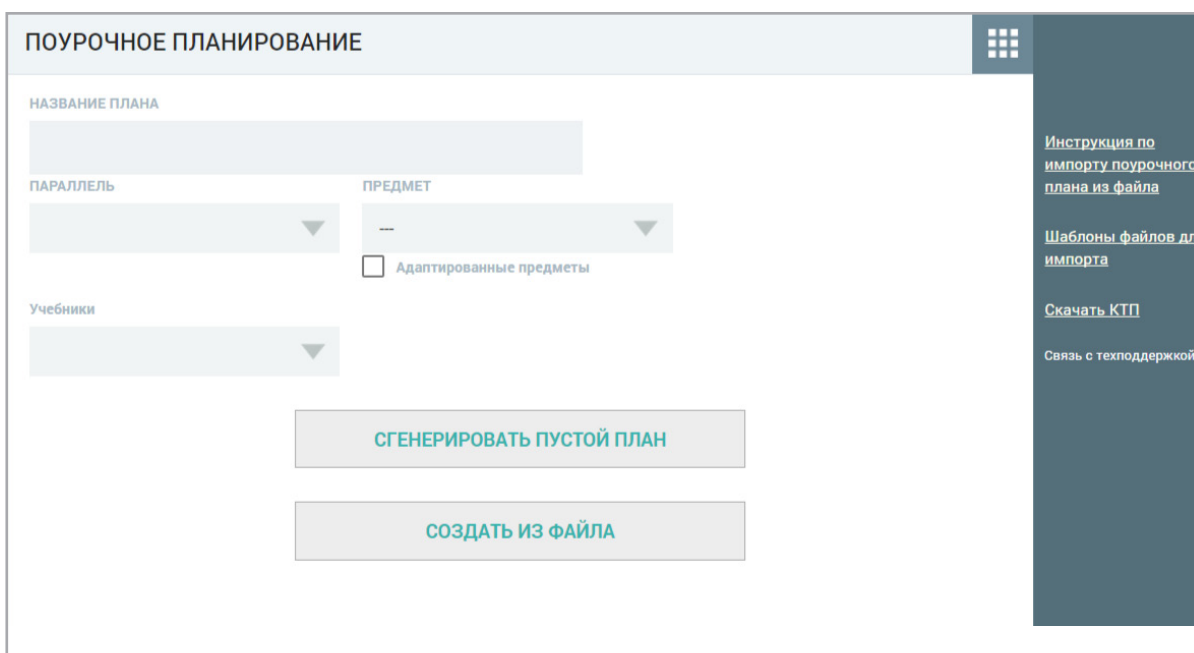 ПОУРОЧНОЕ ПЛАНИРОВАНИЕ
НАЗВАНИЕ ПЛАНА
ПАРАЛЛЕЛЬ
ПРЕДМЕТ
---
Адаптированные предметы
Учебники
СГЕНЕРИРОВАТЬ ПУСТОЙ ПЛАН
СОЗДАТЬ ИЗ ФАЙЛА
Инструкция по
импорту поурочного
плана из файла
Шаблоны файлов дл
импорта
Скачать КТП
Связь с техподдержкой